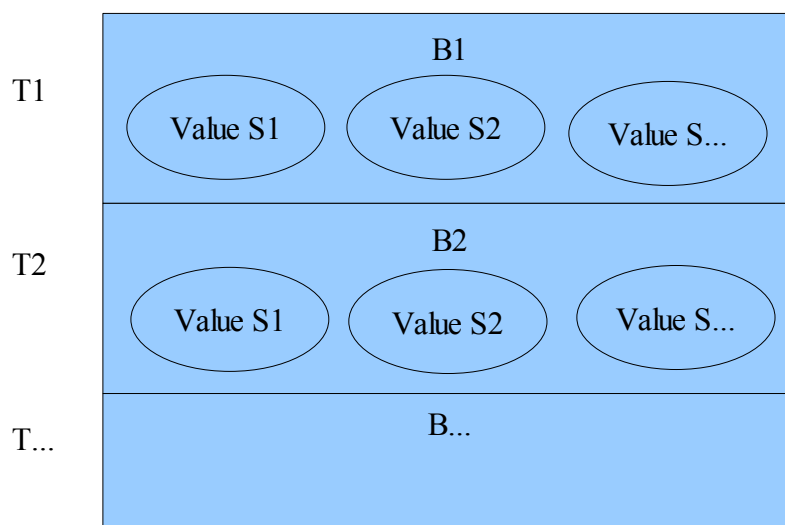 B1
T1
Value S1 Value S2 Value S...
B2
T2
Value S1 Value S2 Value S...
T... B...